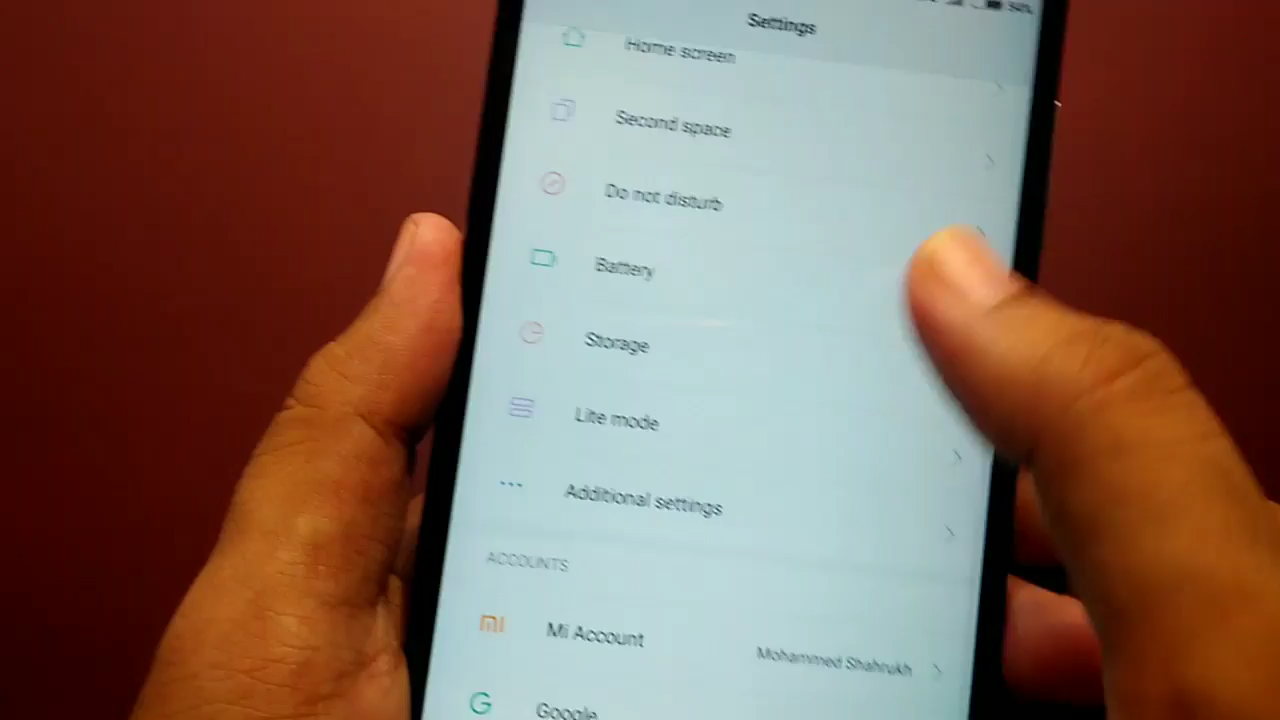 Settings
Home screen
Second space
Do not disturb
Battery
Storage
Lite mode
Additional settings
ACCOUNTS
mi Mi Account Mohammed Shahrukh
G Google